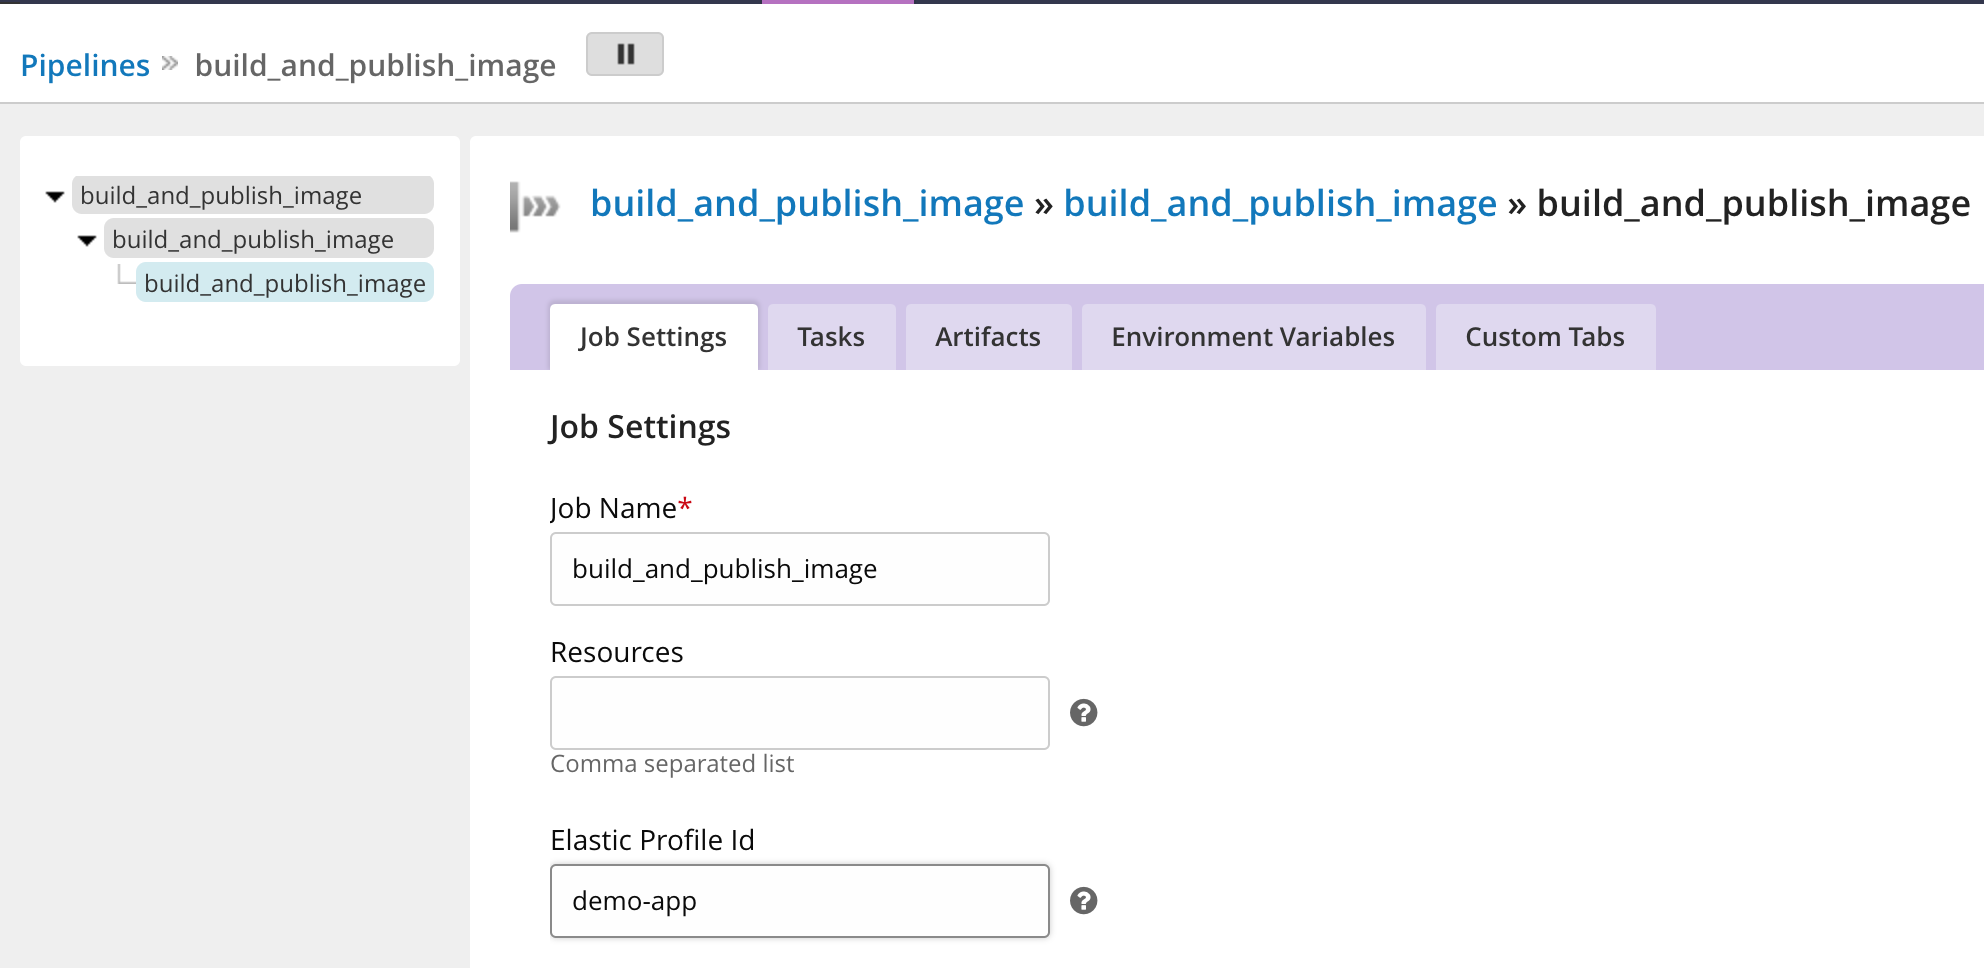 Pipelines » build_and_publish_image
build_and_publish_image
build_and_publish_image
build_and_publish_image
build_and_publish_image » build_and_publish_image » build_and_publish_image
Job Settings Tasks Artifacts Environment Variables Custom Tabs
Job Settings
Job Name*
build_and_publish_image
Resources
?
Comma separated list
Elastic Profile Id
demo-app ?